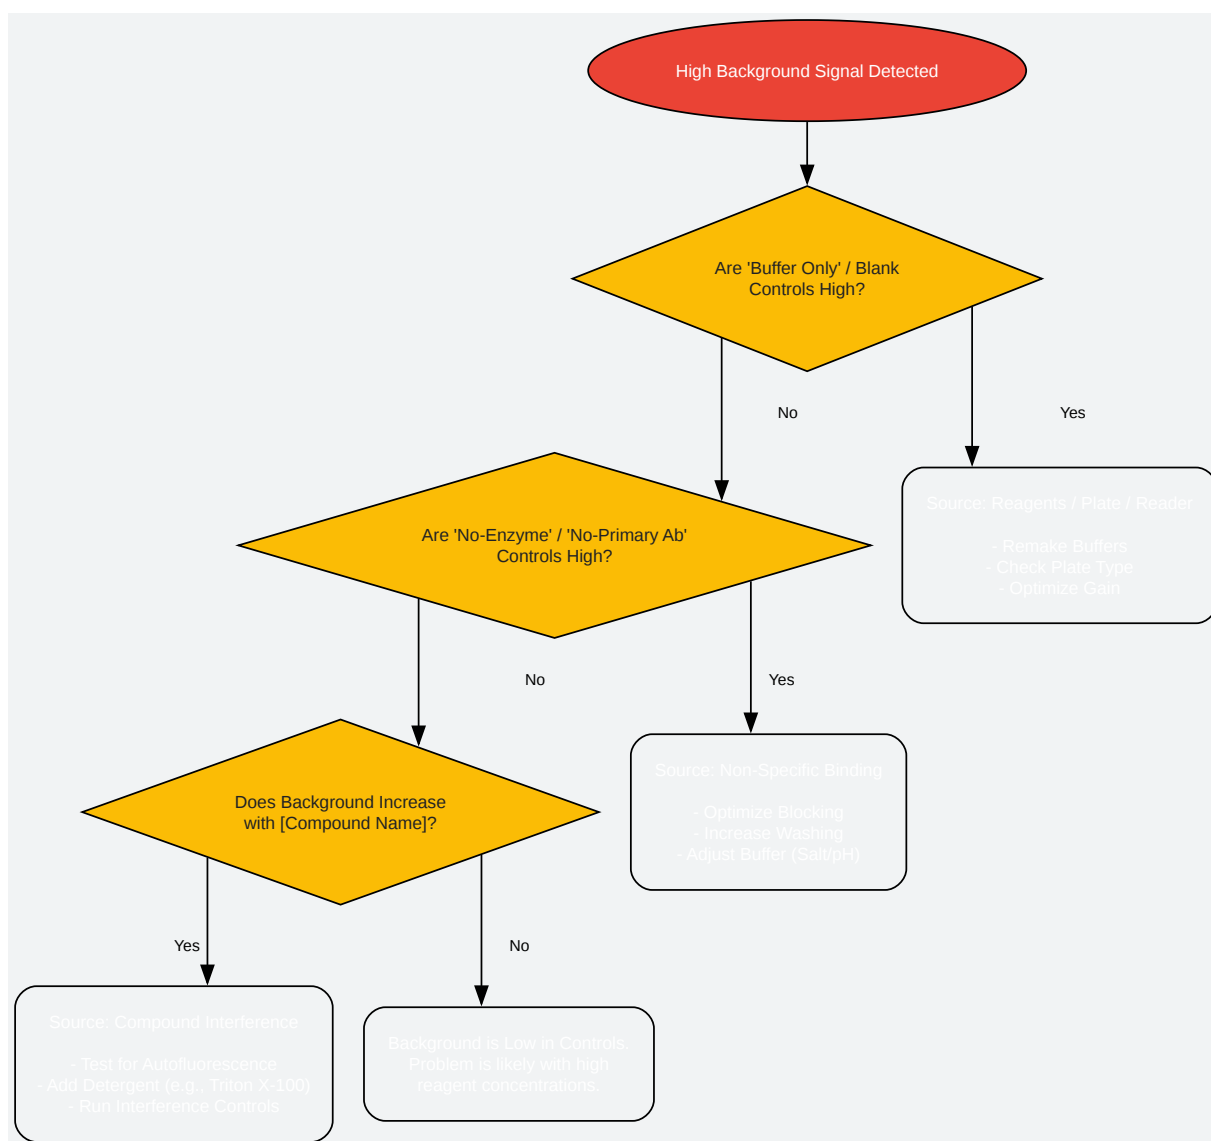 High Background Signal Detected
Are 'Buffer Only' / Blank
Controls High?
No
Yes
Source: Reagents / Plate / Reader
- Remake Buffers
- Check Plate Type
- Optimize Gain
Are 'No-Enzyme' / 'No-Primary Ab'
Controls High?
No
Yes
Source: Non-Specific Binding
- Optimize Blocking
- Increase Washing
- Adjust Buffer (Salt/pH)
Does Background Increase
with [Compound Name]?
Yes
No
Source: Compound Interference
- Test for Autofluorescence
- Add Detergent (e.g., Triton X-100)
- Run Interference Controls
Background is Low in Controls.
Problem is likely with high
reagent concentrations.